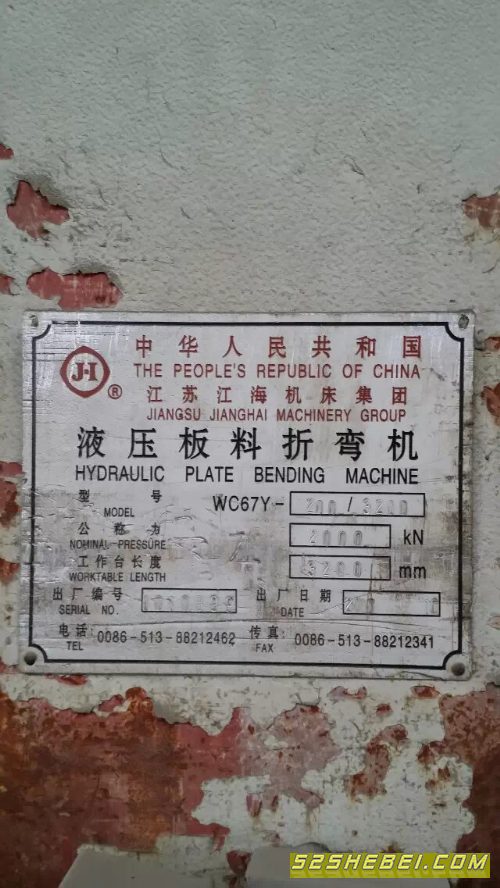 中华人民共和国
THE PEOPLE'S REPUBLIC OF CHINA
JH ®
江苏江海机床集团
JIANGSU JIANGHAI MACHINERY GROUP
液压板料折弯机
HYDRAULIC PLATE BENDING MACHINE
型号 MODEL WC67Y-200/3200
公称力 NOMINAL PRESSURE 2000 kN
工作台长度 WORKTABLE LENGTH 3200 mm
出厂编号 SERIAL NO. 出厂日期 DATE
电话: TEL 0086-513-88212462 传真: FAX 0086-513-88212341
52SHEBEI.COM